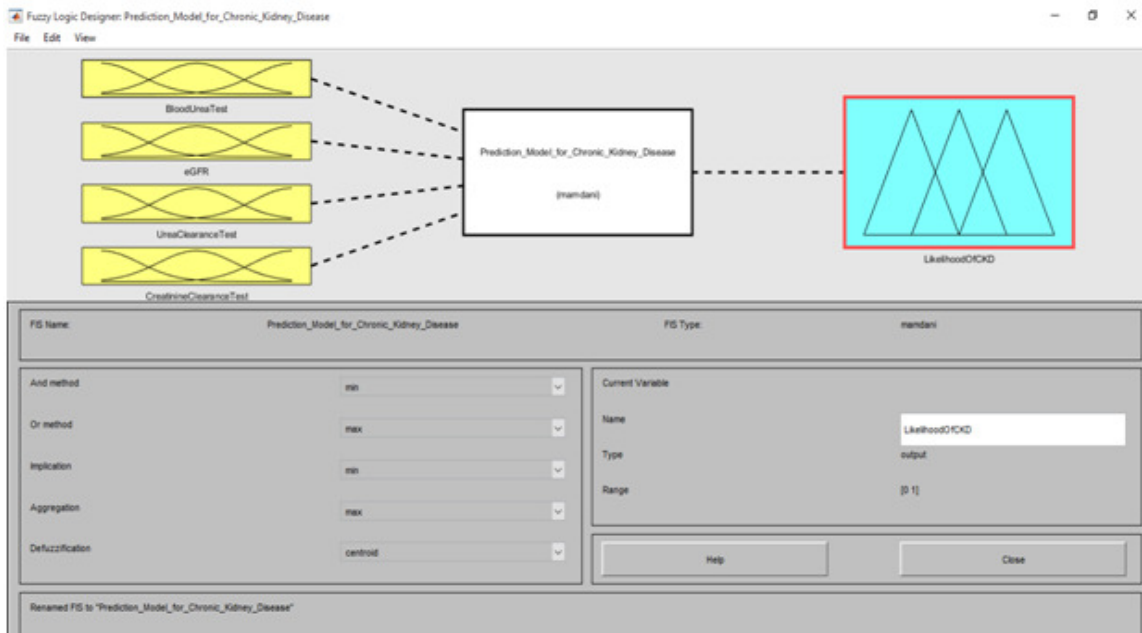 Fuzzy Logic Designer: Prediction_Model_for_Chronic_Kidney_Disease
File Edit View
BloodUreaTest
eGFR
UreaClearanceTest
CreatinineClearanceTest
Prediction_Model_for_Chronic_Kidney_Disease
(mamdani)
LikelihoodOfCKD
FIS Name: Prediction_Model_for_Chronic_Kidney_Disease FIS Type: mamdani
And method min
Or method max
Implication min
Aggregation max
Defuzzification centroid
Current Variable
Name LikelihoodOfCKD
Type output
Range [0 1]
Help Close
Renamed FIS to "Prediction_Model_for_Chronic_Kidney_Disease"